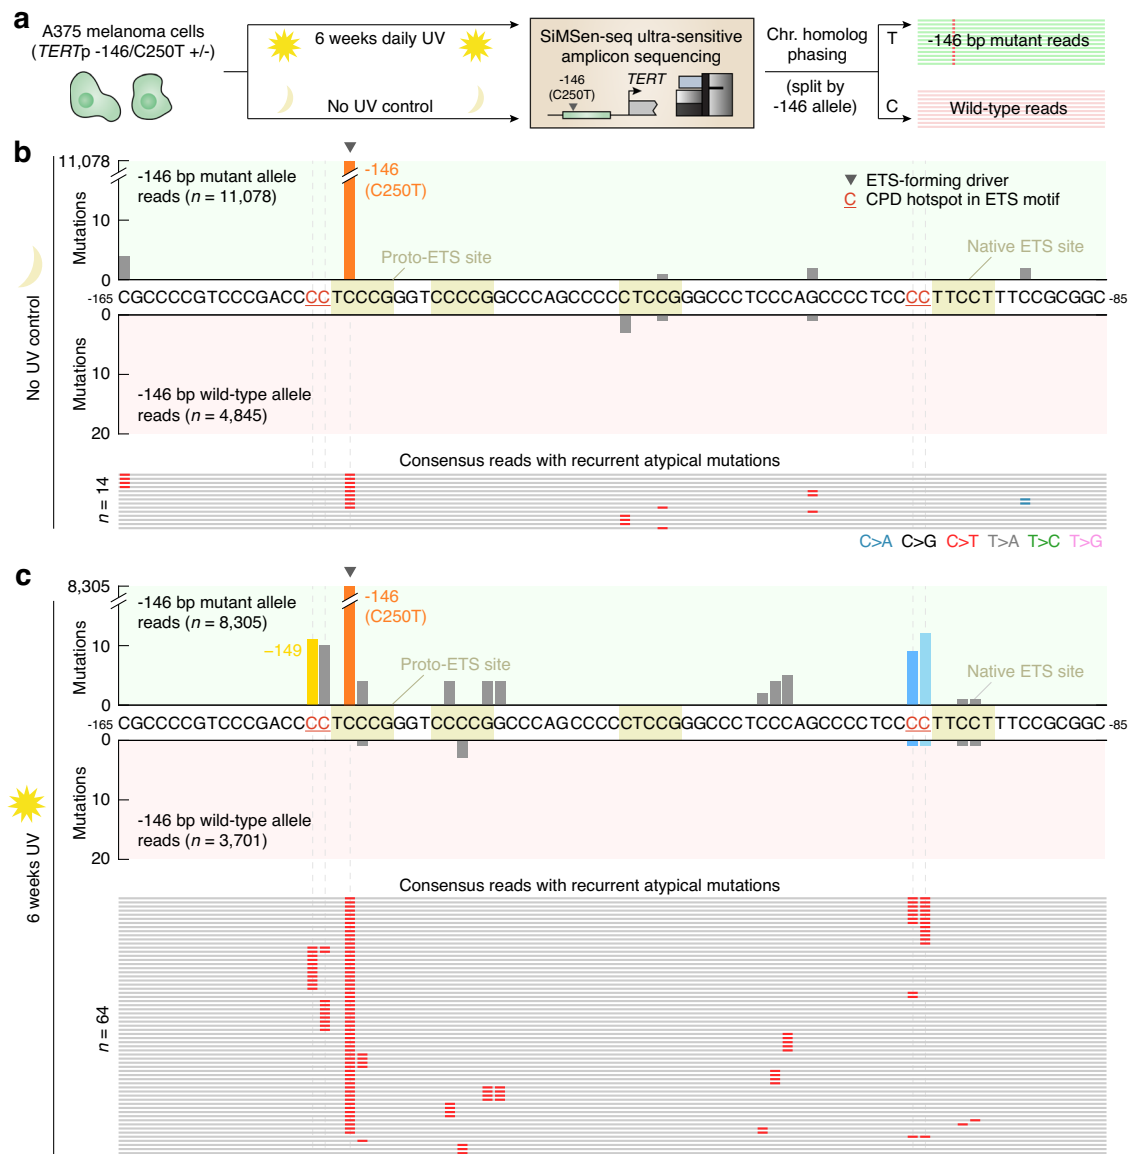 a
A375 melanoma cells
(TERTp -146/C250T +/-)
6 weeks daily UV
No UV control
SiMSen-seq ultra-sensitive
amplicon sequencing
-146
(C250T)
TERT
Chr. homolog
phasing
(split by
-146 allele)
T
C
-146 bp mutant reads
Wild-type reads
b
No UV control
11,078
Mutations
10
0
-146 bp mutant allele
reads (n = 11,078)
-146
(C250T)
ETS-forming driver
C CPD hotspot in ETS motif
Proto-ETS site
Native ETS site
-165 CGCCCCGTCCCGACCCCTCCCGGGTCCCCGGCCCAGCCCCCTCCGGGCCCTCCCAGCCCCTCCCCTTCCTTTCCGCGGC -85
0
Mutations
10
20
-146 bp wild-type allele
reads (n = 4,845)
Consensus reads with recurrent atypical mutations
n = 14
C>A C>G C>T T>A T>C T>G
c
6 weeks UV
8,305
Mutations
10
0
-146 bp mutant allele
reads (n = 8,305)
−149
-146
(C250T)
Proto-ETS site
Native ETS site
-165 CGCCCCGTCCCGACCCCTCCCGGGTCCCCGGCCCAGCCCCCTCCGGGCCCTCCCAGCCCCTCCCCTTCCTTTCCGCGGC -85
0
Mutations
10
20
-146 bp wild-type allele
reads (n = 3,701)
Consensus reads with recurrent atypical mutations
n = 64